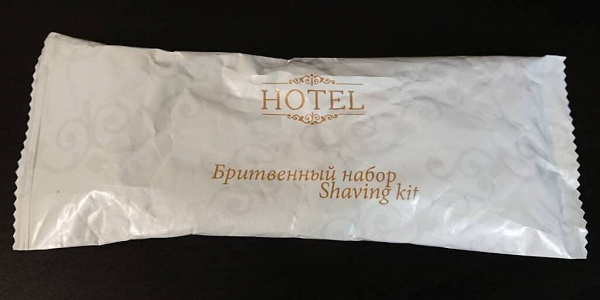 HOTEL
Бритвенный набор
Shaving kit